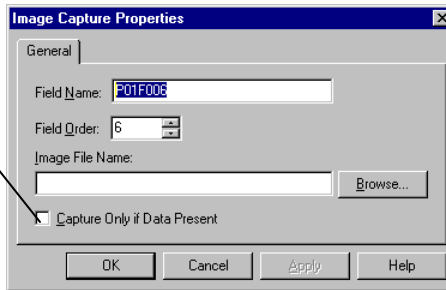 Image Capture Properties
General
Field Name: P01F006
Field Order: 6
Image File Name:
Browse...
Capture Only if Data Present
OK Cancel Apply Help